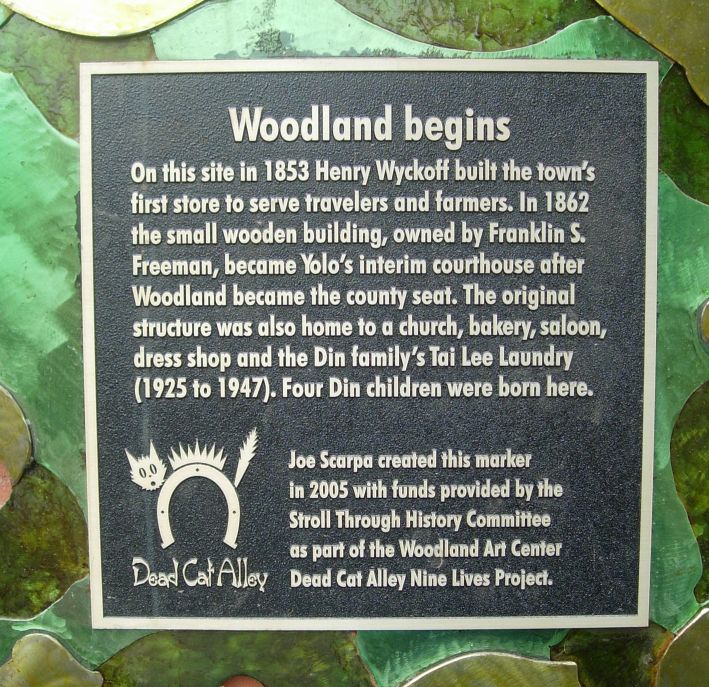 Woodland begins
On this site in 1853 Henry Wyckoff built the town's
first store to serve travelers and farmers. In 1862
the small wooden building, owned by Franklin S.
Freeman, became Yolo's interim courthouse after
Woodland became the county seat. The original
structure was also home to a church, bakery, saloon,
dress shop and the Din family's Tai Lee Laundry
(1925 to 1947). Four Din children were born here.
Joe Scarpa created this marker
in 2005 with funds provided by the
Stroll Through History Committee
as part of the Woodland Art Center
Dead Cat Alley Nine Lives Project.
Dead Cat Alley